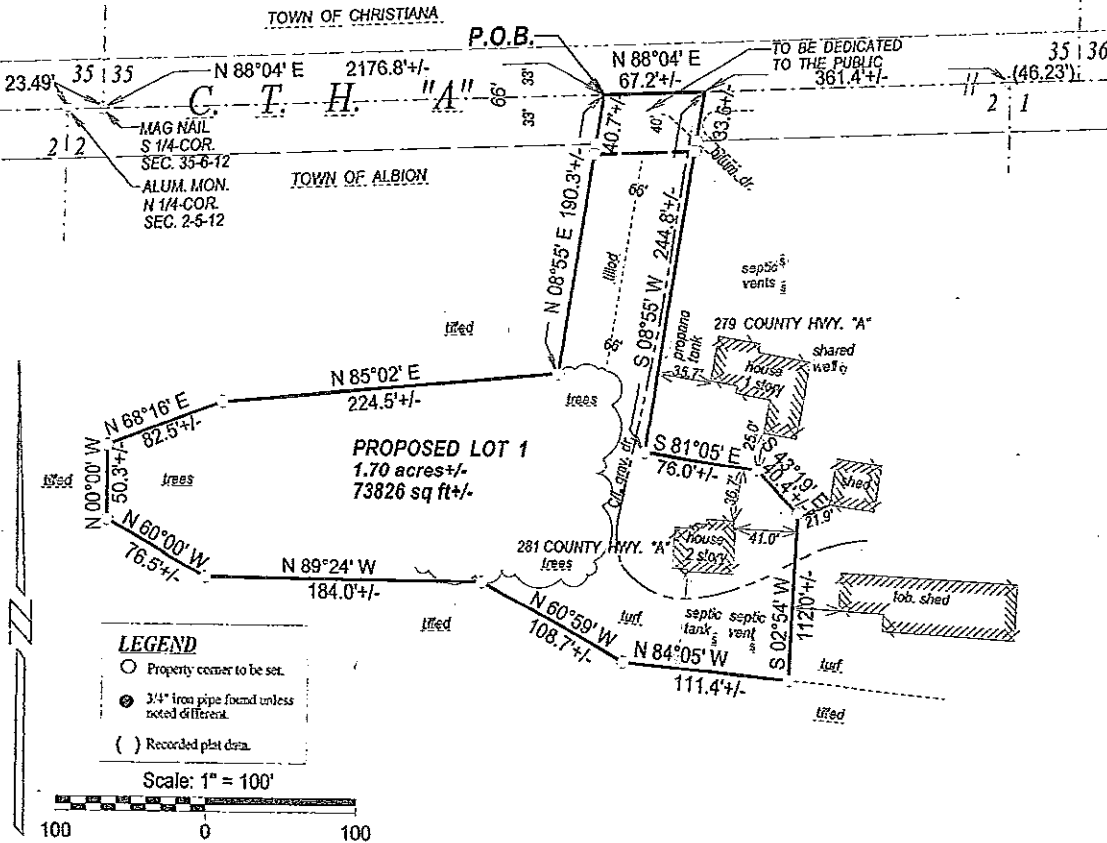 TOWN OF CHRISTIANA
P.O.B.
N 88°04' E
67.2'+/-
TO BE DEDICATED
TO THE PUBLIC
361.4'+/-
35 36
(46.23')
2 1
23.49'
35 35
N 88°04' E 2176.8'+/-
C. T. H. "A"
33'
66'
33'
2 2
MAG NAIL
S 1/4-COR.
SEC. 35-6-12
ALUM. MON.
N 1/4-COR.
SEC. 2-5-12
TOWN OF ALBION
40.7'+/-
40'
33.6+/-
bitum. dr.
N 08°55' E 190.3'+/-
66'
tilled
66'
S 08°55' W 244.8'+/-
septic
vents
279 COUNTY HWY. "A"
propane
tank
35.7'
house
1 story
shared
well
tilled
N 85°02' E
224.5'+/-
trees
N 68°16' E
82.5'+/-
N 00°00' W
50.3'+/-
tilled
trees
PROPOSED LOT 1
1.70 acres+/-
73826 sq ft+/-
dr.
S 81°05' E
76.0'+/-
25.0'
S 43°19' E
40.4'+/-
shed
21.9'
36.7'
41.0'
house
2 story
281 COUNTY HWY. "A"
trees
N 60°00' W
76.5'+/-
N 89°24' W
184.0'+/-
tilled
N 60°59' W
108.7'+/-
turf
septic
tank
septic
vent
S 02°54' W
112.0'+/-
tob. shed
N 84°05' W
111.4'+/-
turf
tilled
N
LEGEND
Property corner to be set.
3/4" iron pipe found unless
noted different.
( ) Recorded plat data.
Scale: 1" = 100'
100 0 100